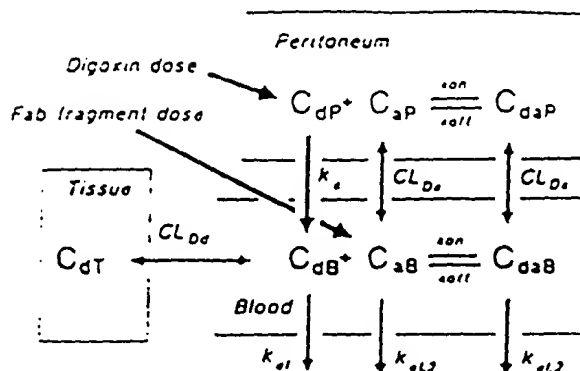 Peritoneum
Digoxin dose
Fab fragment dose
CdP + CaP kon koff CdaP
Tissue
ka CLDa CLDa
CLDd
CdT CdB + CaB kon koff CdaB
Blood
kel1 kel2 kel2